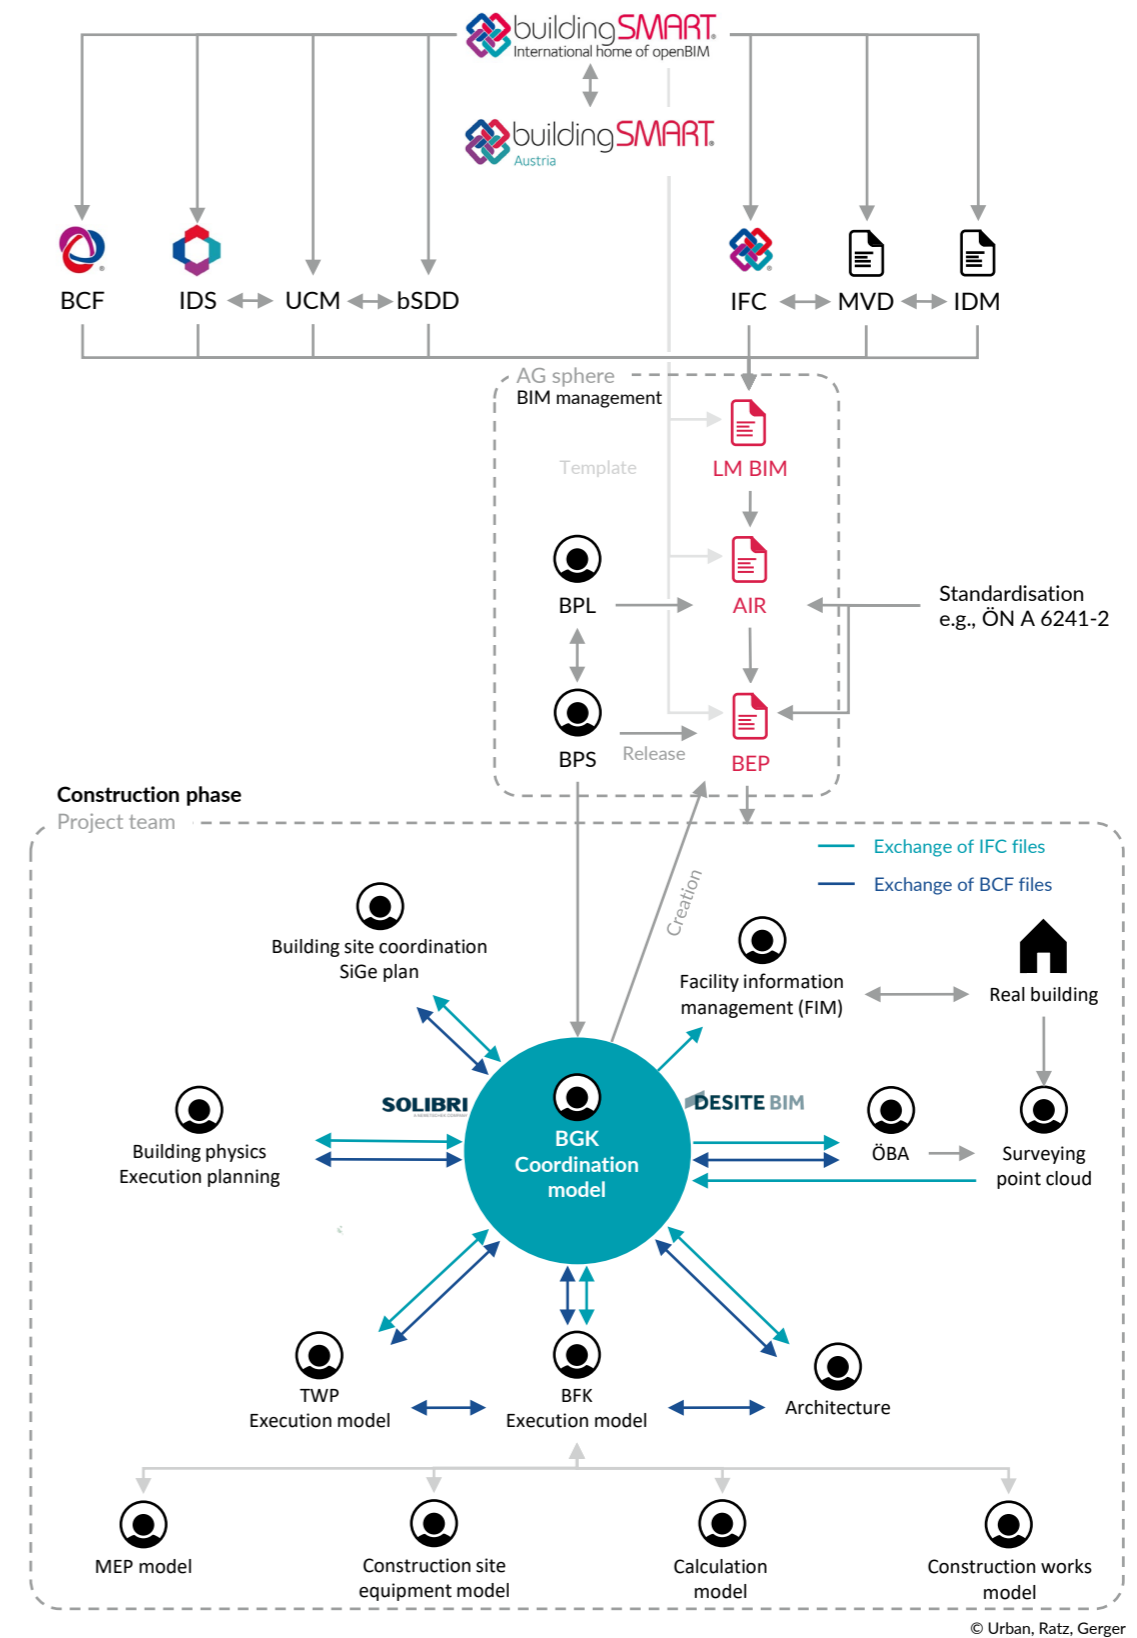 buildingSMART®
International home of openBIM
buildingSMART®
Austria
BCF
IDS
UCM
bSDD
IFC
MVD
IDM
AG sphere
BIM management
LM BIM
Template
BPL
AIR
Standardisation
e.g., ÖN A 6241-2
BPS
Release
BEP
Construction phase
Project team
Exchange of IFC files
Exchange of BCF files
Creation
Building site coordination
SiGe plan
Facility information
management (FIM)
Real building
SOLIBRI
DESITE BIM
BGK
Coordination
model
Building physics
Execution planning
ÖBA
Surveying
point cloud
TWP
Execution model
BFK
Execution model
Architecture
MEP model
Construction site
equipment model
Calculation
model
Construction works
model
© Urban, Ratz, Gerger